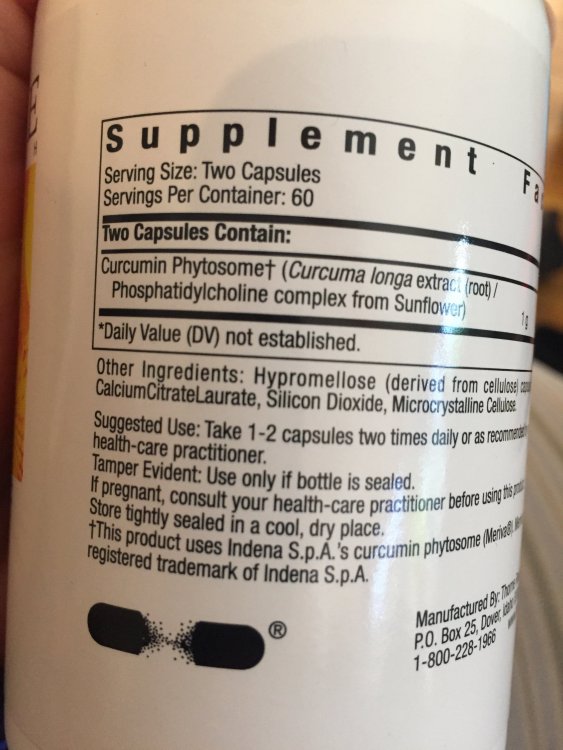 E
Supplement Fa
Serving Size: Two Capsules
Servings Per Container: 60
Two Capsules Contain:
Curcumin Phytosome† (Curcuma longa extract (root) /
Phosphatidylcholine complex from Sunflower) 1 g
*Daily Value (DV) not established.
Other Ingredients: Hypromellose (derived from cellulose)
CalciumCitrateLaurate, Silicon Dioxide, Microcrystalline Cellulose.
Suggested Use: Take 1-2 capsules two times daily or as recommended
health-care practitioner.
Tamper Evident: Use only if bottle is sealed.
If pregnant, consult your health-care practitioner before using this
Store tightly sealed in a cool, dry place.
†This product uses Indena S.p.A.'s curcumin phytosome (Meriva®).
registered trademark of Indena S.p.A.
®
Manufactured By: Thorne
P.O. Box 25, Dover, Idaho
1-800-228-1966